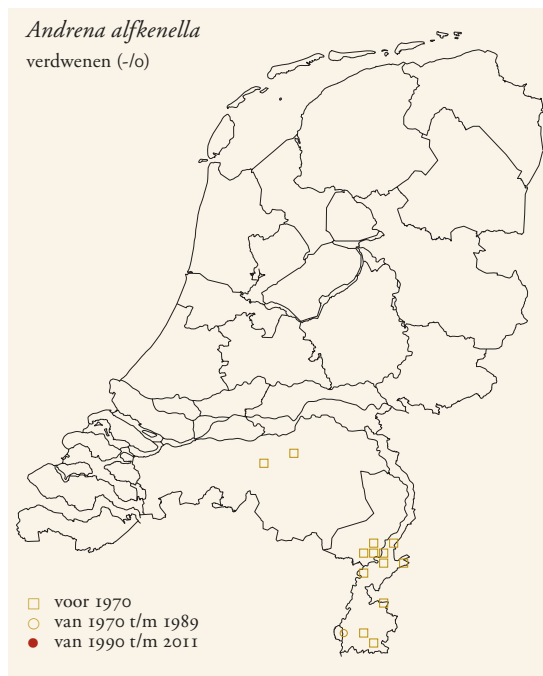 Andrena alfkenella
verdwenen (-/0)
voor 1970
van 1970 t/m 1989
van 1990 t/m 2011